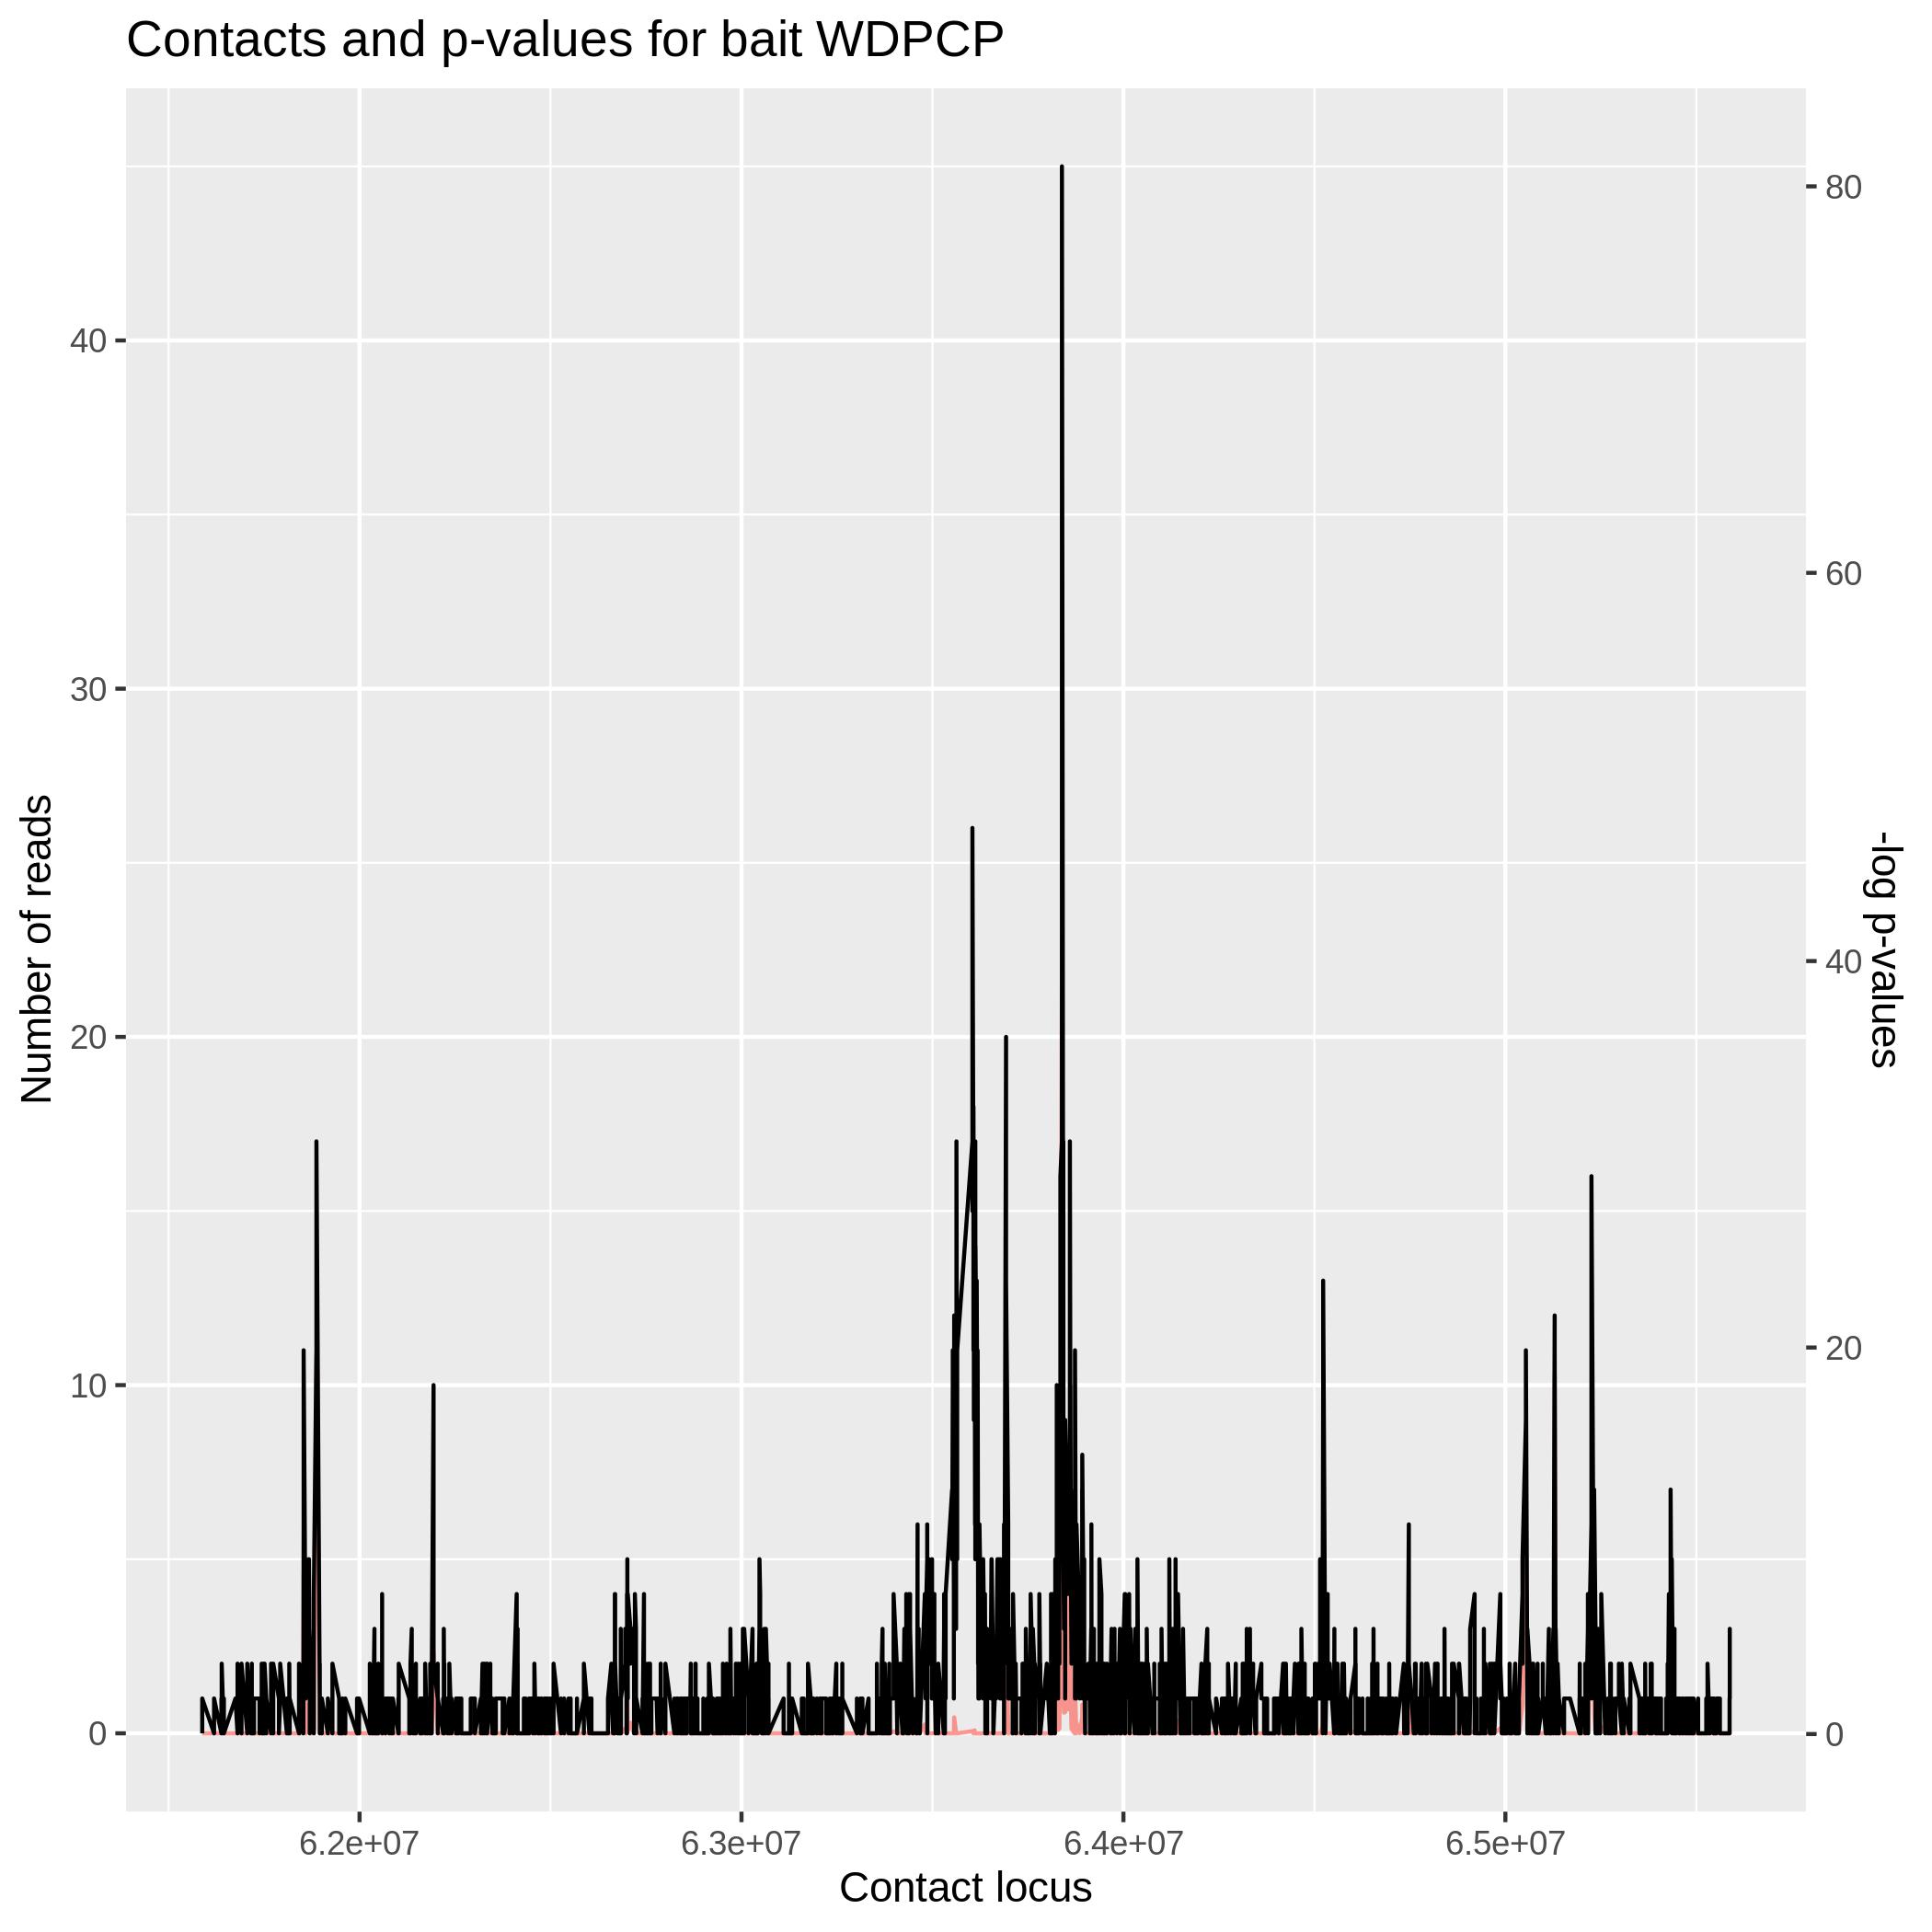 Contacts and p-values for bait WDPCP
Number of reads
40
30
20
10
0
80
60
40
20
0
-log p-values
6.2e+07
6.3e+07
6.4e+07
6.5e+07
Contact locus